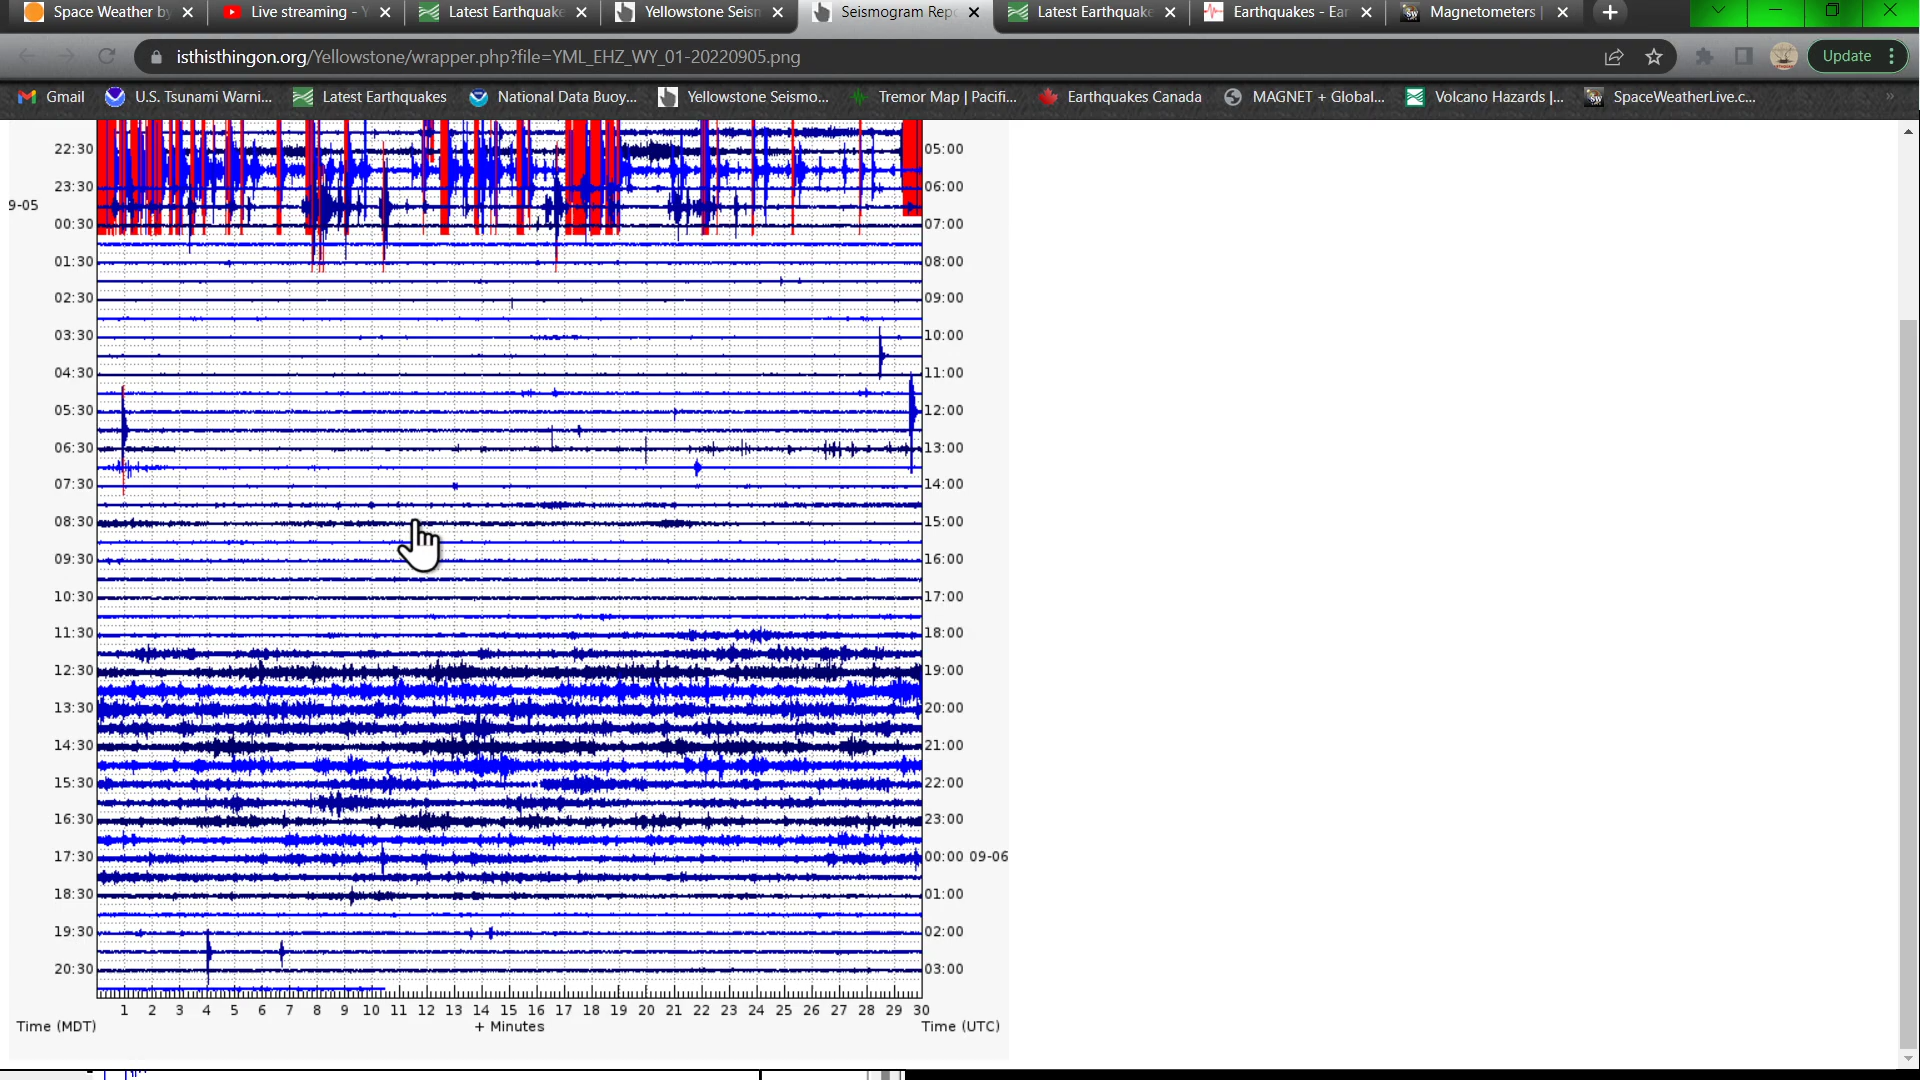 Space Weather by
Live streaming - Y
Latest Earthquake
Yellowstone Seism
Seismogram Repo
Latest Earthquake
Earthquakes - Ear
Magnetometers |
isthisthingon.org/Yellowstone/wrapper.php?file=YML_EHZ_WY_01-20220905.png
Update
Gmail
U.S. Tsunami Warni...
Latest Earthquakes
National Data Buoy...
Yellowstone Seismo...
Tremor Map | Pacifi...
Earthquakes Canada
MAGNET + Global...
Volcano Hazards |...
SpaceWeatherLive.c...
22:30 05:00
23:30 06:00
9-05
00:30 07:00
01:30 08:00
02:30 09:00
03:30 10:00
04:30 11:00
05:30 12:00
06:30 13:00
07:30 14:00
08:30 15:00
09:30 16:00
10:30 17:00
11:30 18:00
12:30 19:00
13:30 20:00
14:30 21:00
15:30 22:00
16:30 23:00
17:30 00:00 09-06
18:30 01:00
19:30 02:00
20:30 03:00
1 2 3 4 5 6 7 8 9 10 11 12 13 14 15 16 17 18 19 20 21 22 23 24 25 26 27 28 29 30
Time (MDT) + Minutes Time (UTC)